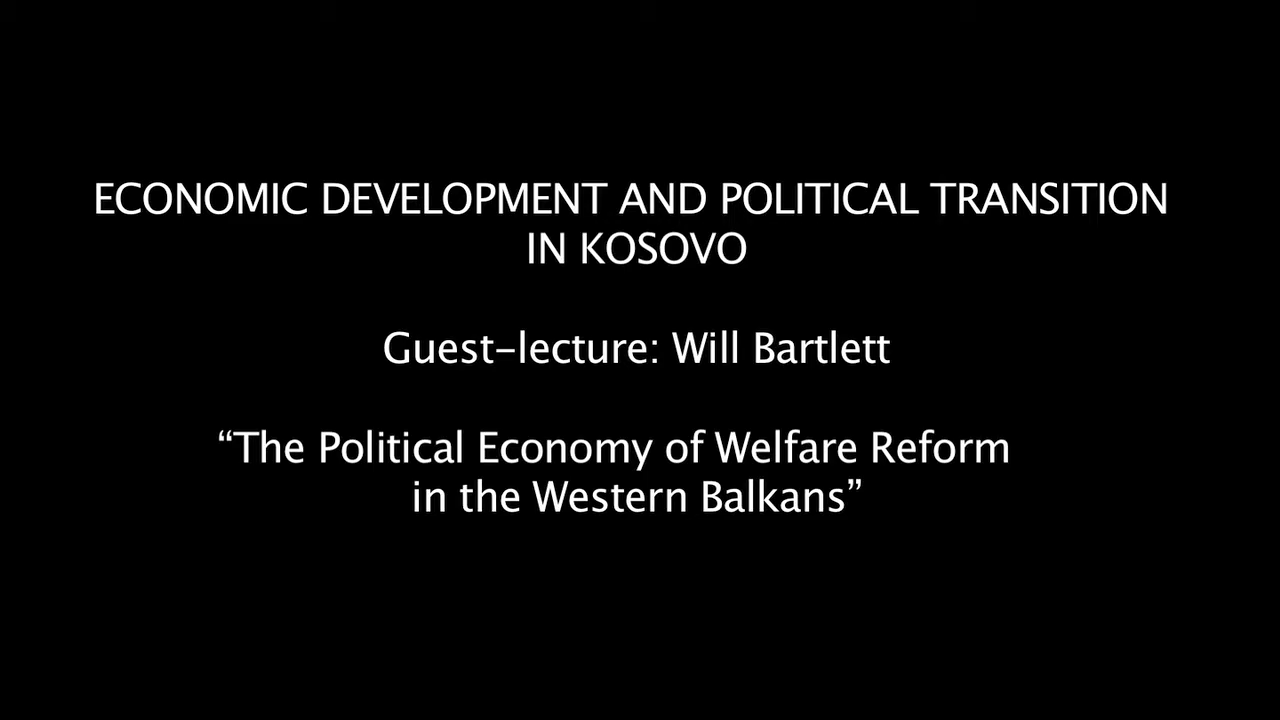 ECONOMIC DEVELOPMENT AND POLITICAL TRANSITION
IN KOSOVO
Guest-lecture: Will Bartlett
“The Political Economy of Welfare Reform
in the Western Balkans”